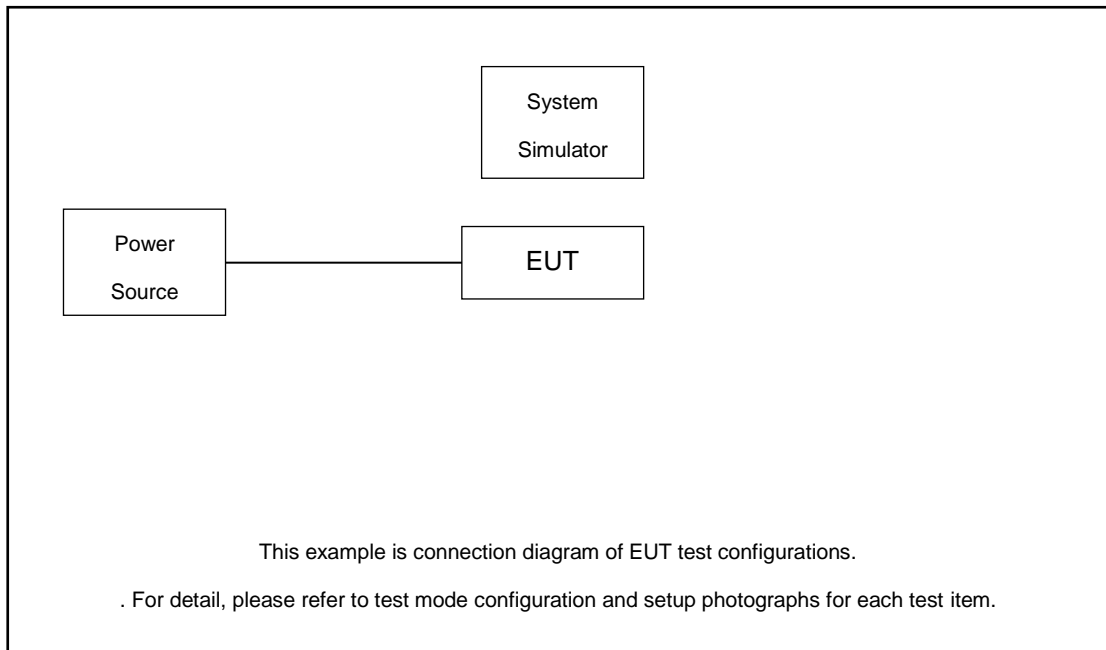 System
Simulator
Power
Source
EUT
This example is connection diagram of EUT test configurations.
. For detail, please refer to test mode configuration and setup photographs for each test item.